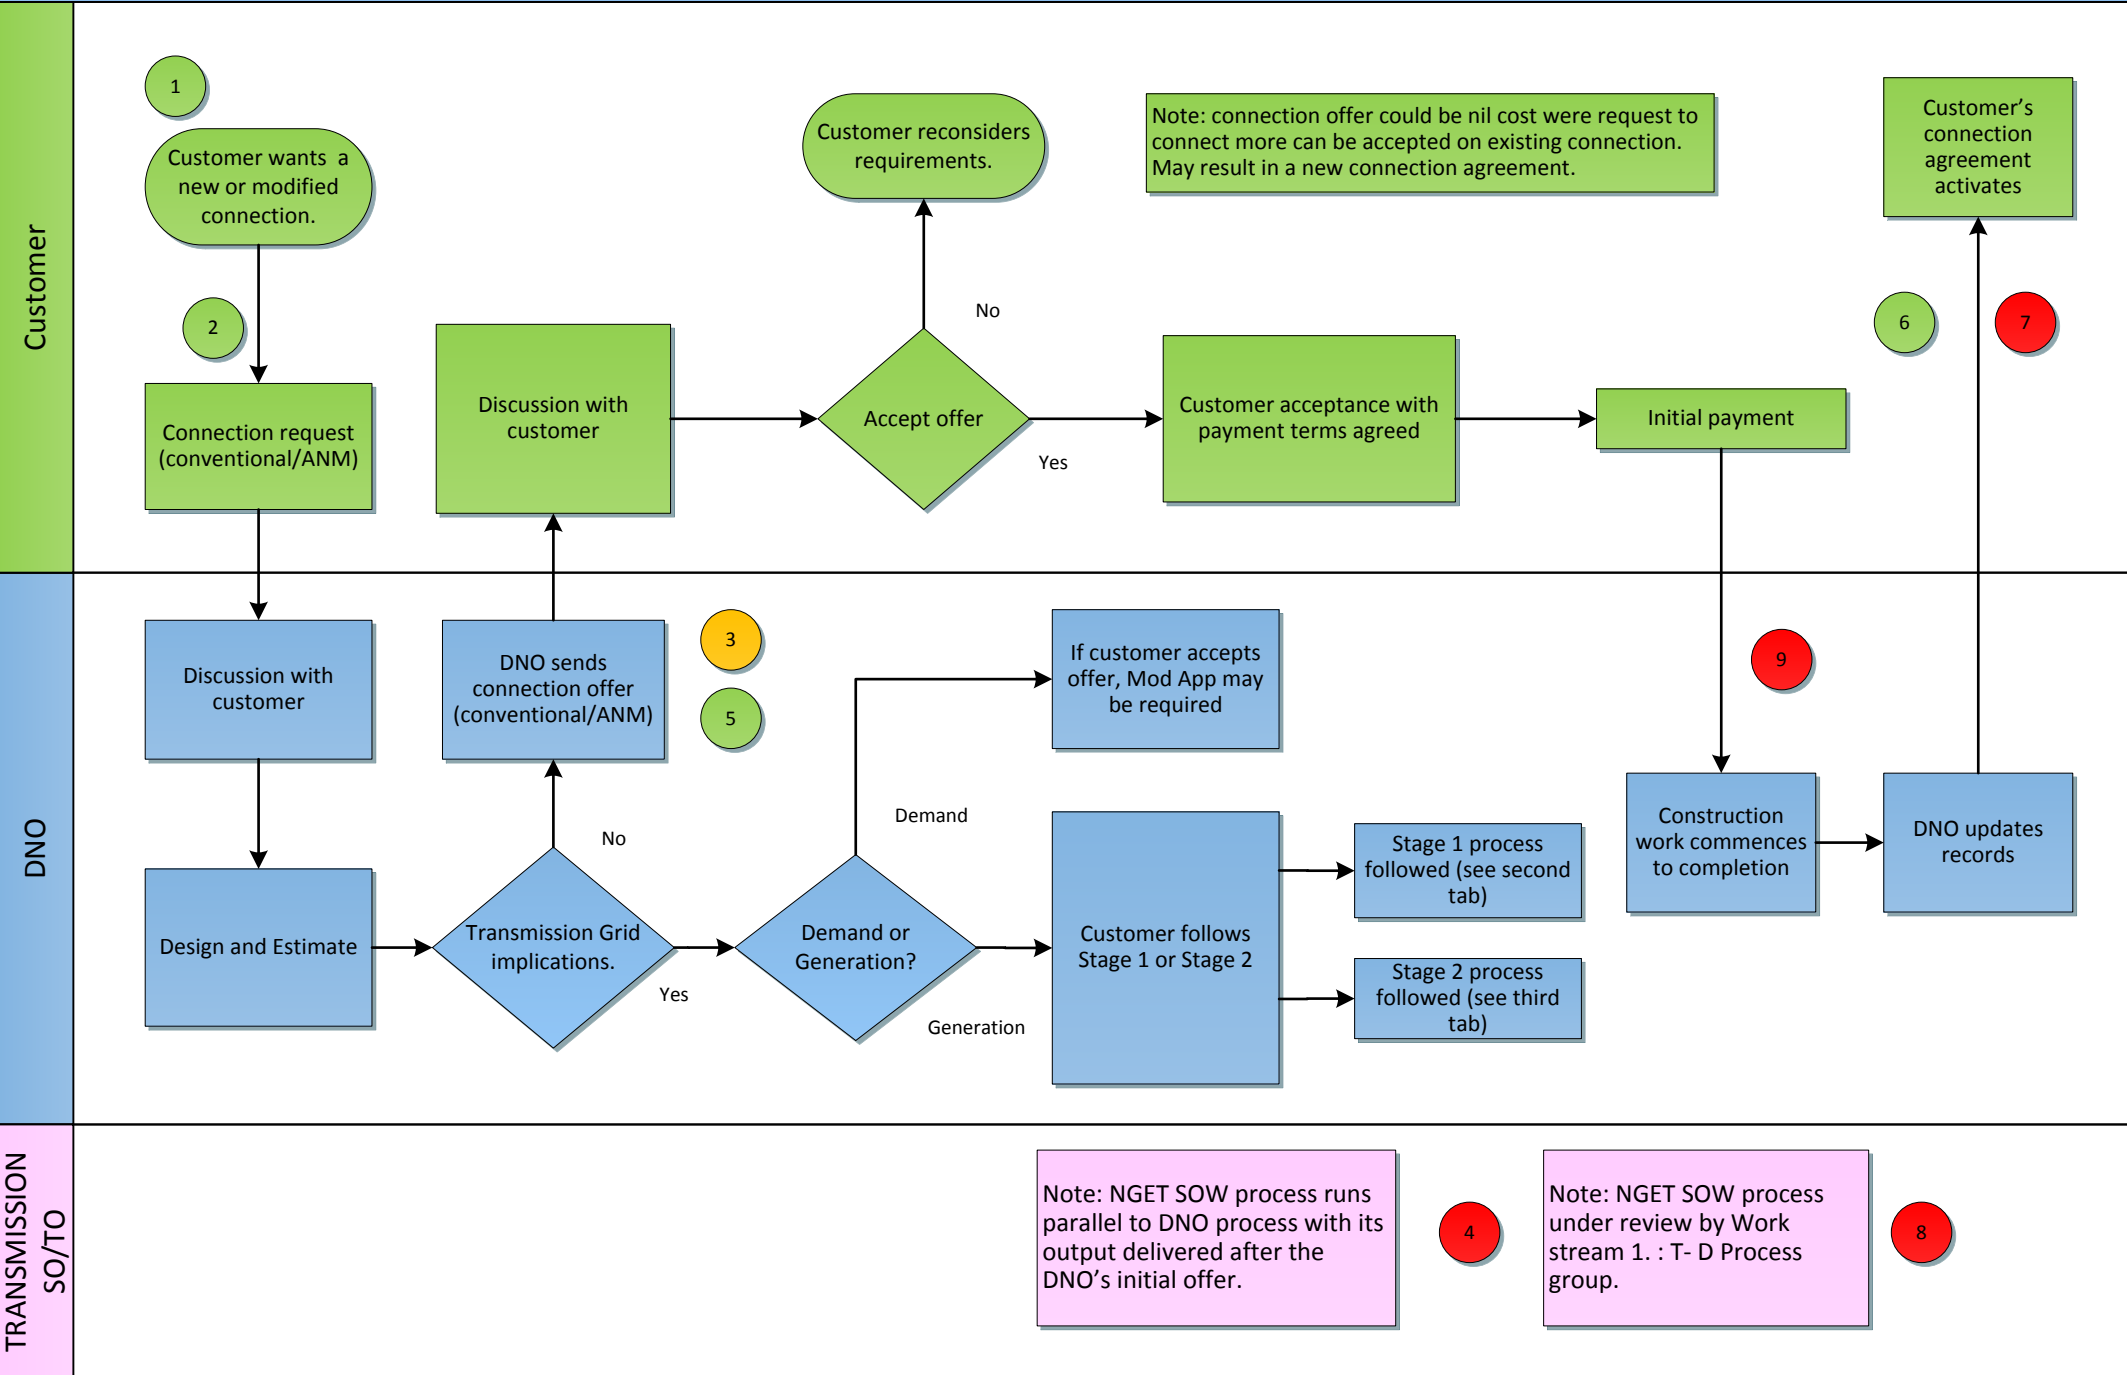 Customer
1
Customer wants a
new or modified
connection.
2
Connection request
(conventional/ANM)
Discussion with
customer
Customer reconsiders
requirements.
No
Accept offer
Yes
Note: connection offer could be nil cost were request to
connect more can be accepted on existing connection.
May result in a new connection agreement.
Customer acceptance with
payment terms agreed
Initial payment
Customer's
connection
agreement
activates
6
7
DNO
Discussion with
customer
Design and Estimate
DNO sends
connection offer
(conventional/ANM)
3
5
No
Transmission Grid
implications.
Yes
Demand or
Generation?
Demand
Generation
If customer accepts
offer, Mod App may
be required
Customer follows
Stage 1 or Stage 2
Stage 1 process
followed (see second
tab)
Stage 2 process
followed (see third
tab)
9
Construction
work commences
to completion
DNO updates
records
TRANSMISSION
SO/TO
Note: NGET SOW process runs
parallel to DNO process with its
output delivered after the
DNO's initial offer.
4
Note: NGET SOW process
under review by Work
stream 1. : T- D Process
group.
8